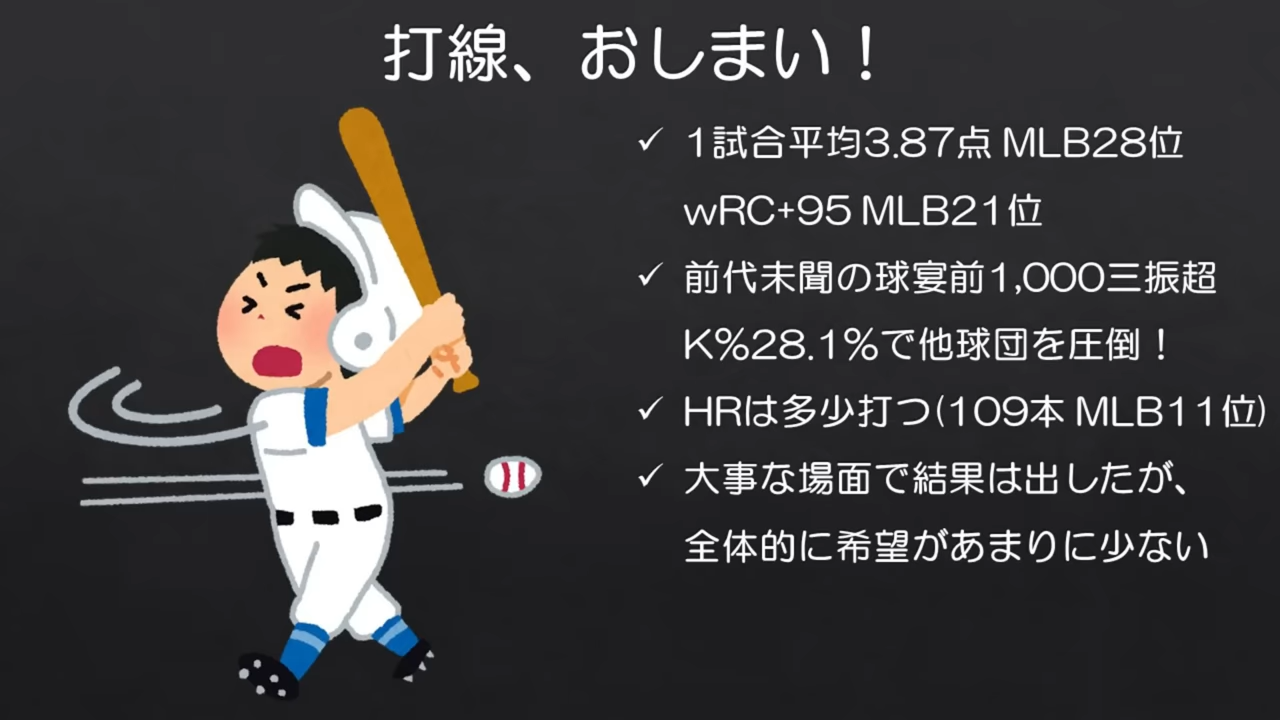 打線、おしまい！
✓ 1試合平均3.87点 MLB28位
wRC+95 MLB21位
✓ 前代未聞の球宴前1,000三振超
K%28.1%で他球団を圧倒！
✓ HRは多少打つ(109本 MLB11位)
✓ 大事な場面で結果は出したが、
全体的に希望があまりに少ない